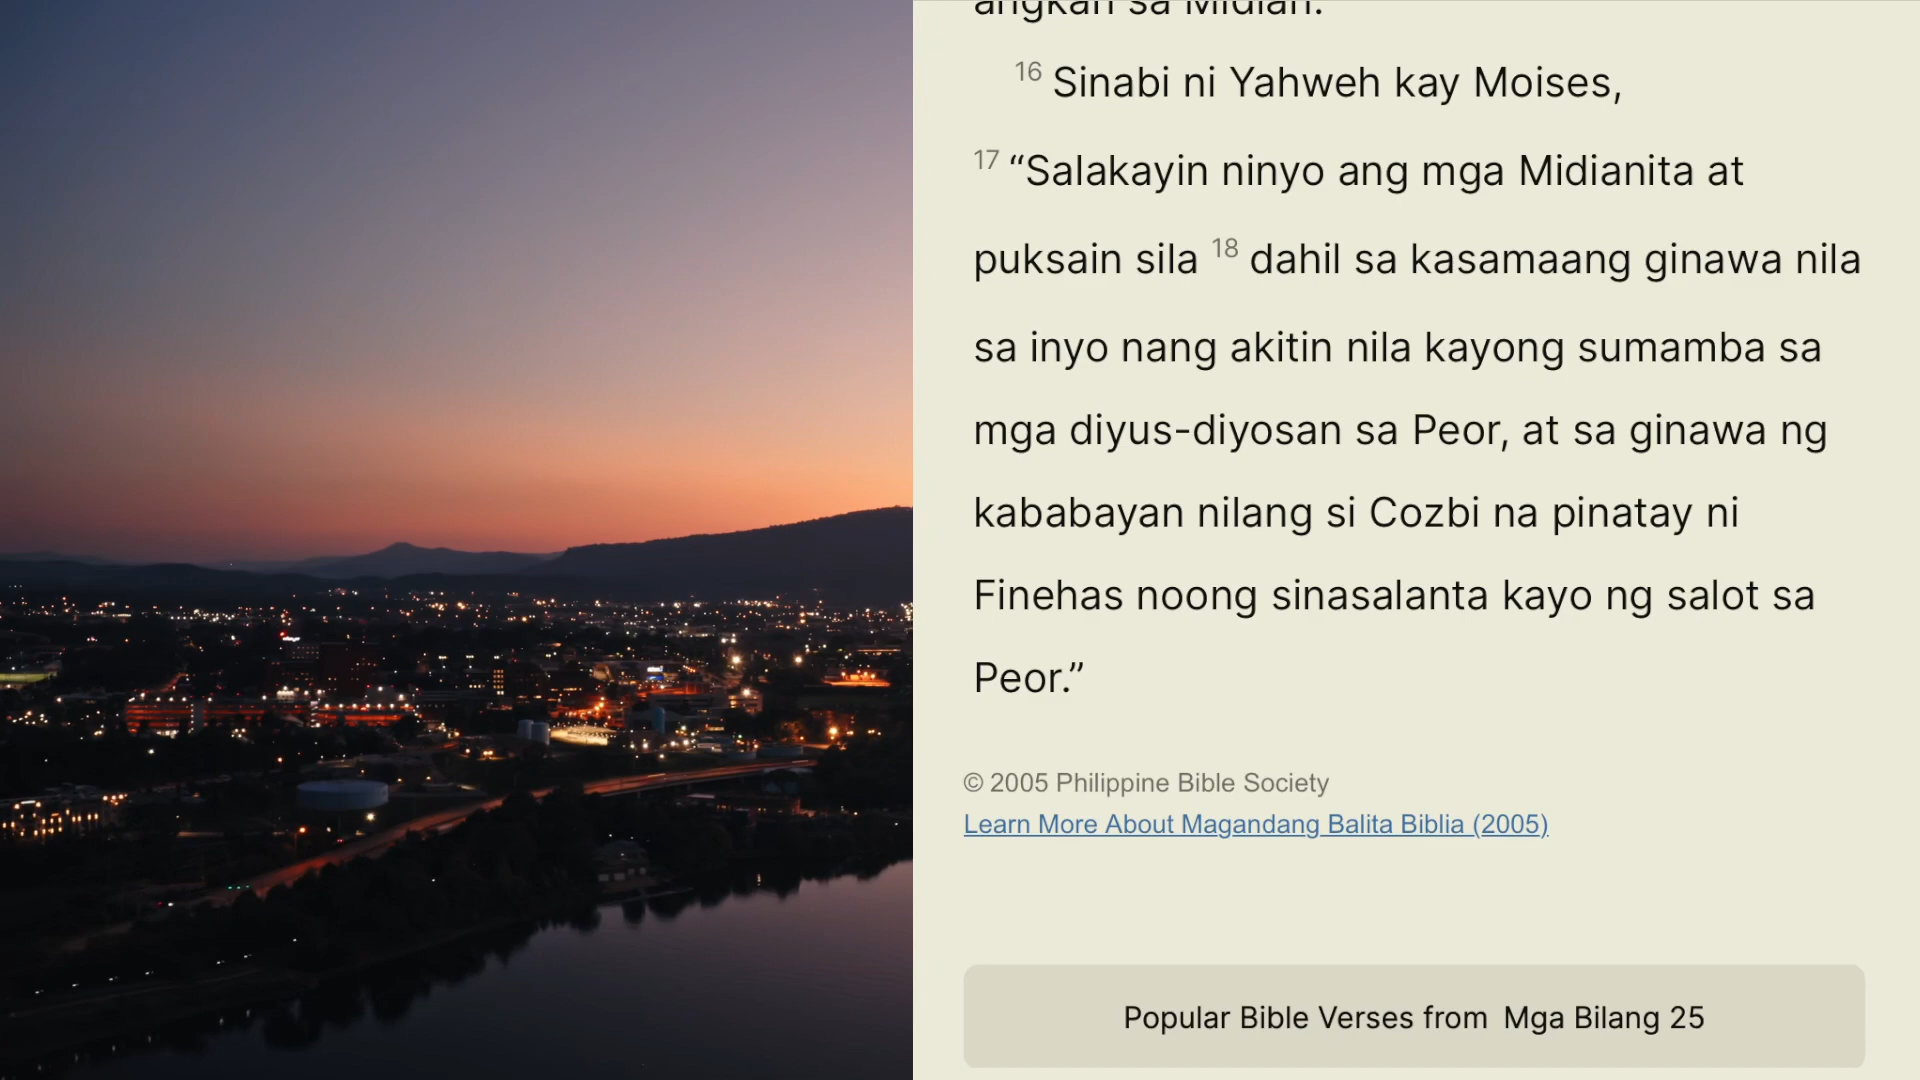 16 Sinabi ni Yahweh kay Moises,
17 “Salakayin ninyo ang mga Midianita at
puksain sila 18 dahil sa kasamaang ginawa nila
sa inyo nang akitin nila kayong sumamba sa
mga diyus-diyosan sa Peor, at sa ginawa ng
kababayan nilang si Cozbi na pinatay ni
Finehas noong sinasalanta kayo ng salot sa
Peor.”
© 2005 Philippine Bible Society
Learn More About Magandang Balita Biblia (2005)
Popular Bible Verses from Mga Bilang 25